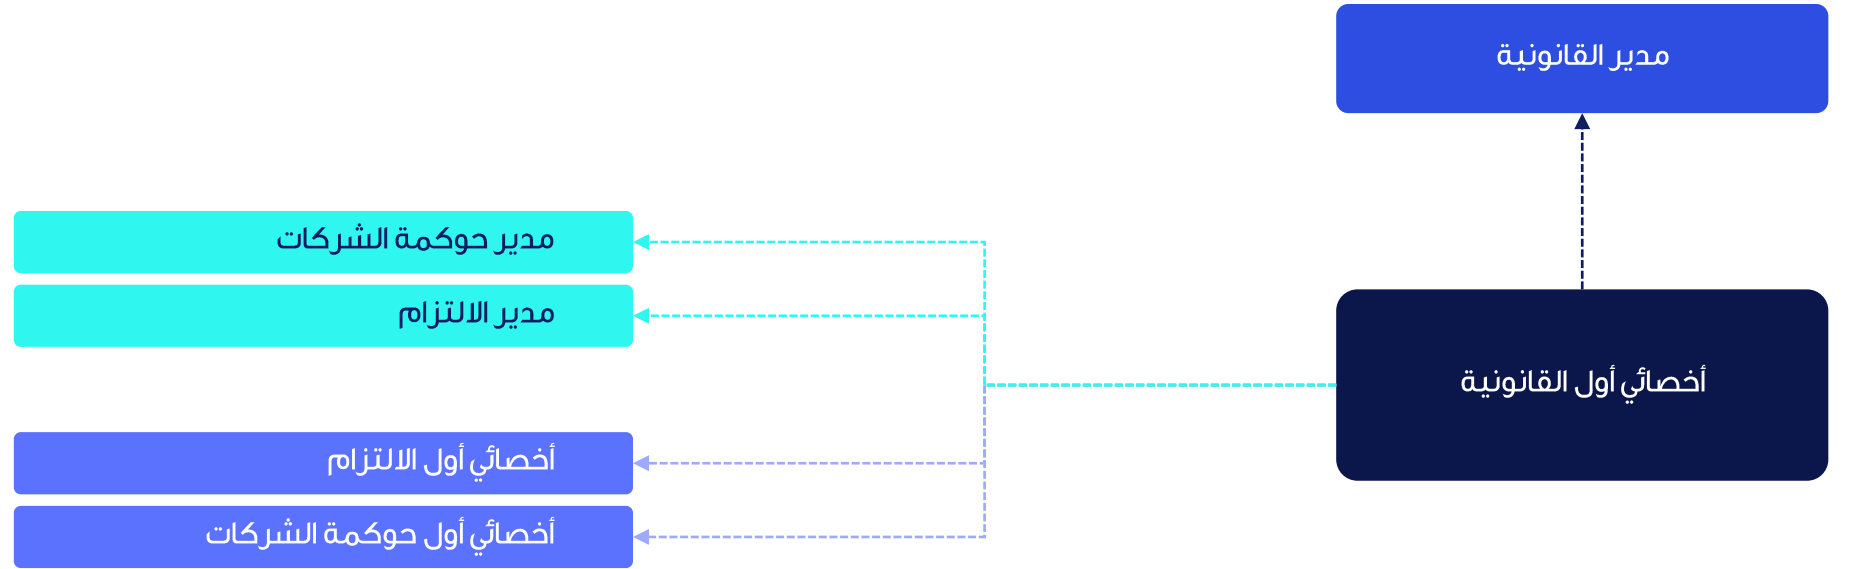 مدير القانونية
أخصائي أول القانونية
مدير حوكمة الشركات
مدير الالتزام
أخصائي أول الالتزام
أخصائي أول حوكمة الشركات